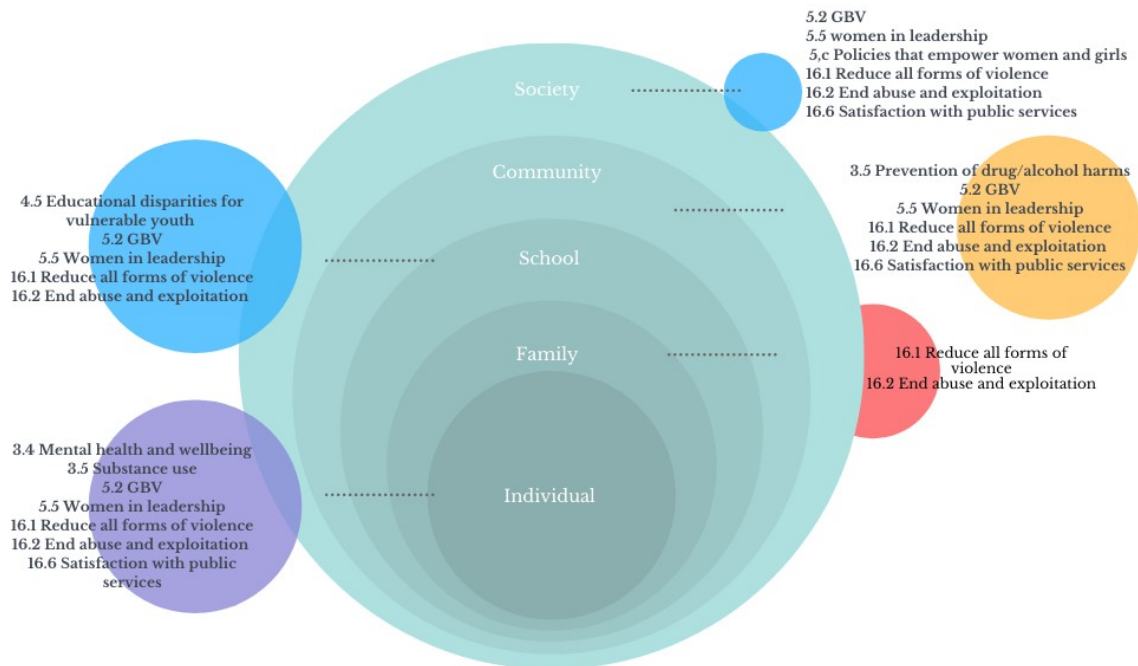 5.2 GBV
5.5 women in leadership
5,c Policies that empower women and girls
16.1 Reduce all forms of violence
16.2 End abuse and exploitation
16.6 Satisfaction with public services
Society
Community
3.5 Prevention of drug/alcohol harms
5.2 GBV
5.5 Women in leadership
16.1 Reduce all forms of violence
16.2 End abuse and exploitation
16.6 Satisfaction with public services
4.5 Educational disparities for
vulnerable youth
5.2 GBV
5.5 Women in leadership
16.1 Reduce all forms of violence
16.2 End abuse and exploitation
School
Family
16.1 Reduce all forms of
violence
16.2 End abuse and exploitation
3.4 Mental health and wellbeing
3.5 Substance use
5.2 GBV
5.5 Women in leadership
16.1 Reduce all forms of violence
16.2 End abuse and exploitation
16.6 Satisfaction with public
services
Individual